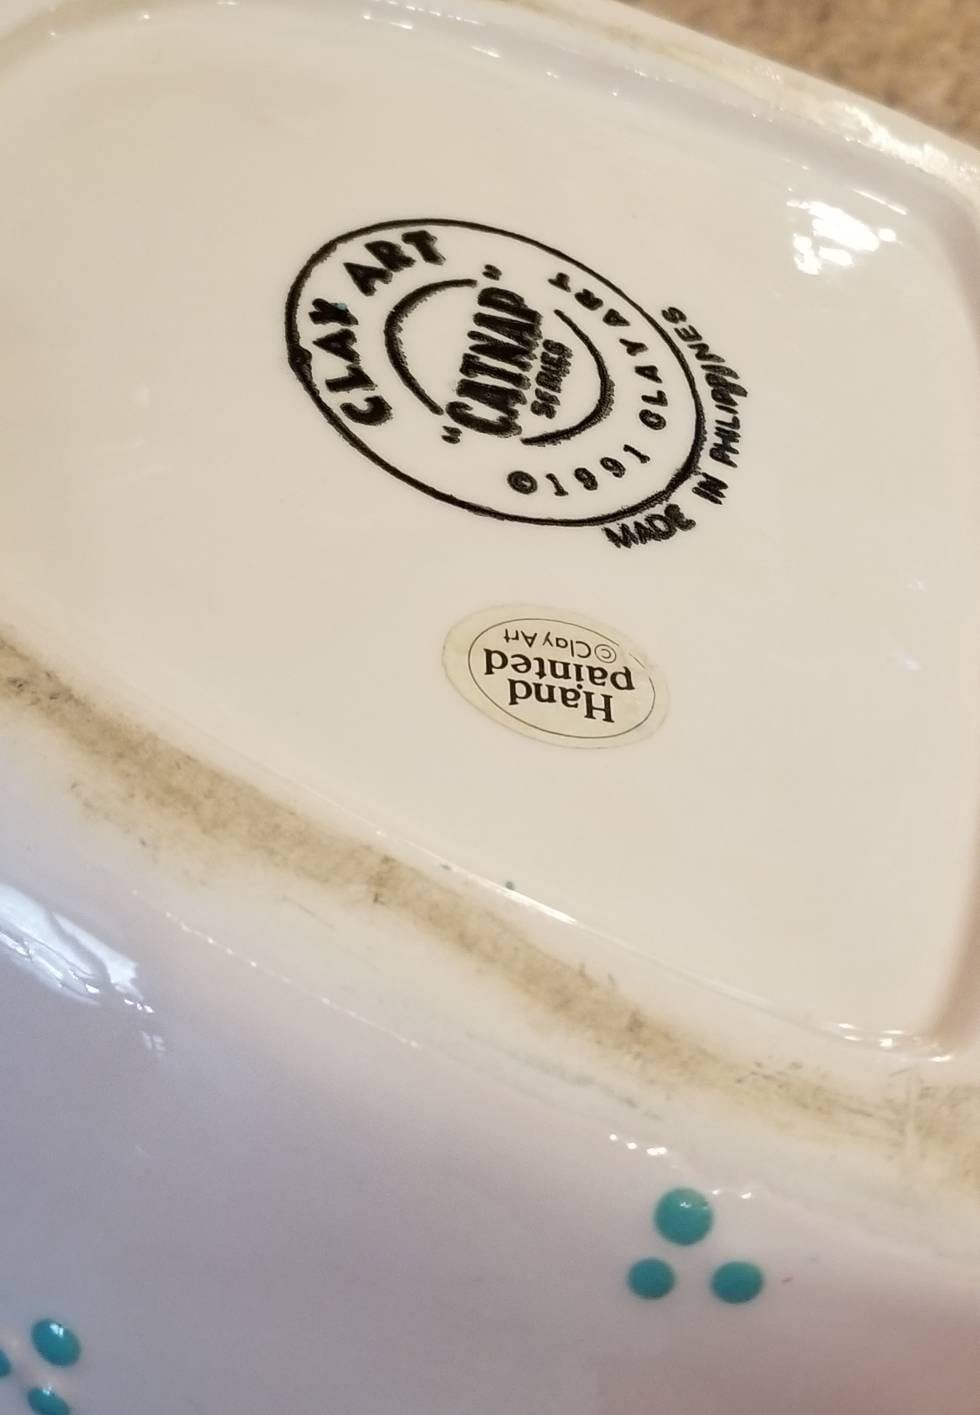 CLAY ART
"CATNAP"
SERIES
© 1991 CLAY ART
MADE IN PHILIPPINES
Hand
painted
©Clay Art